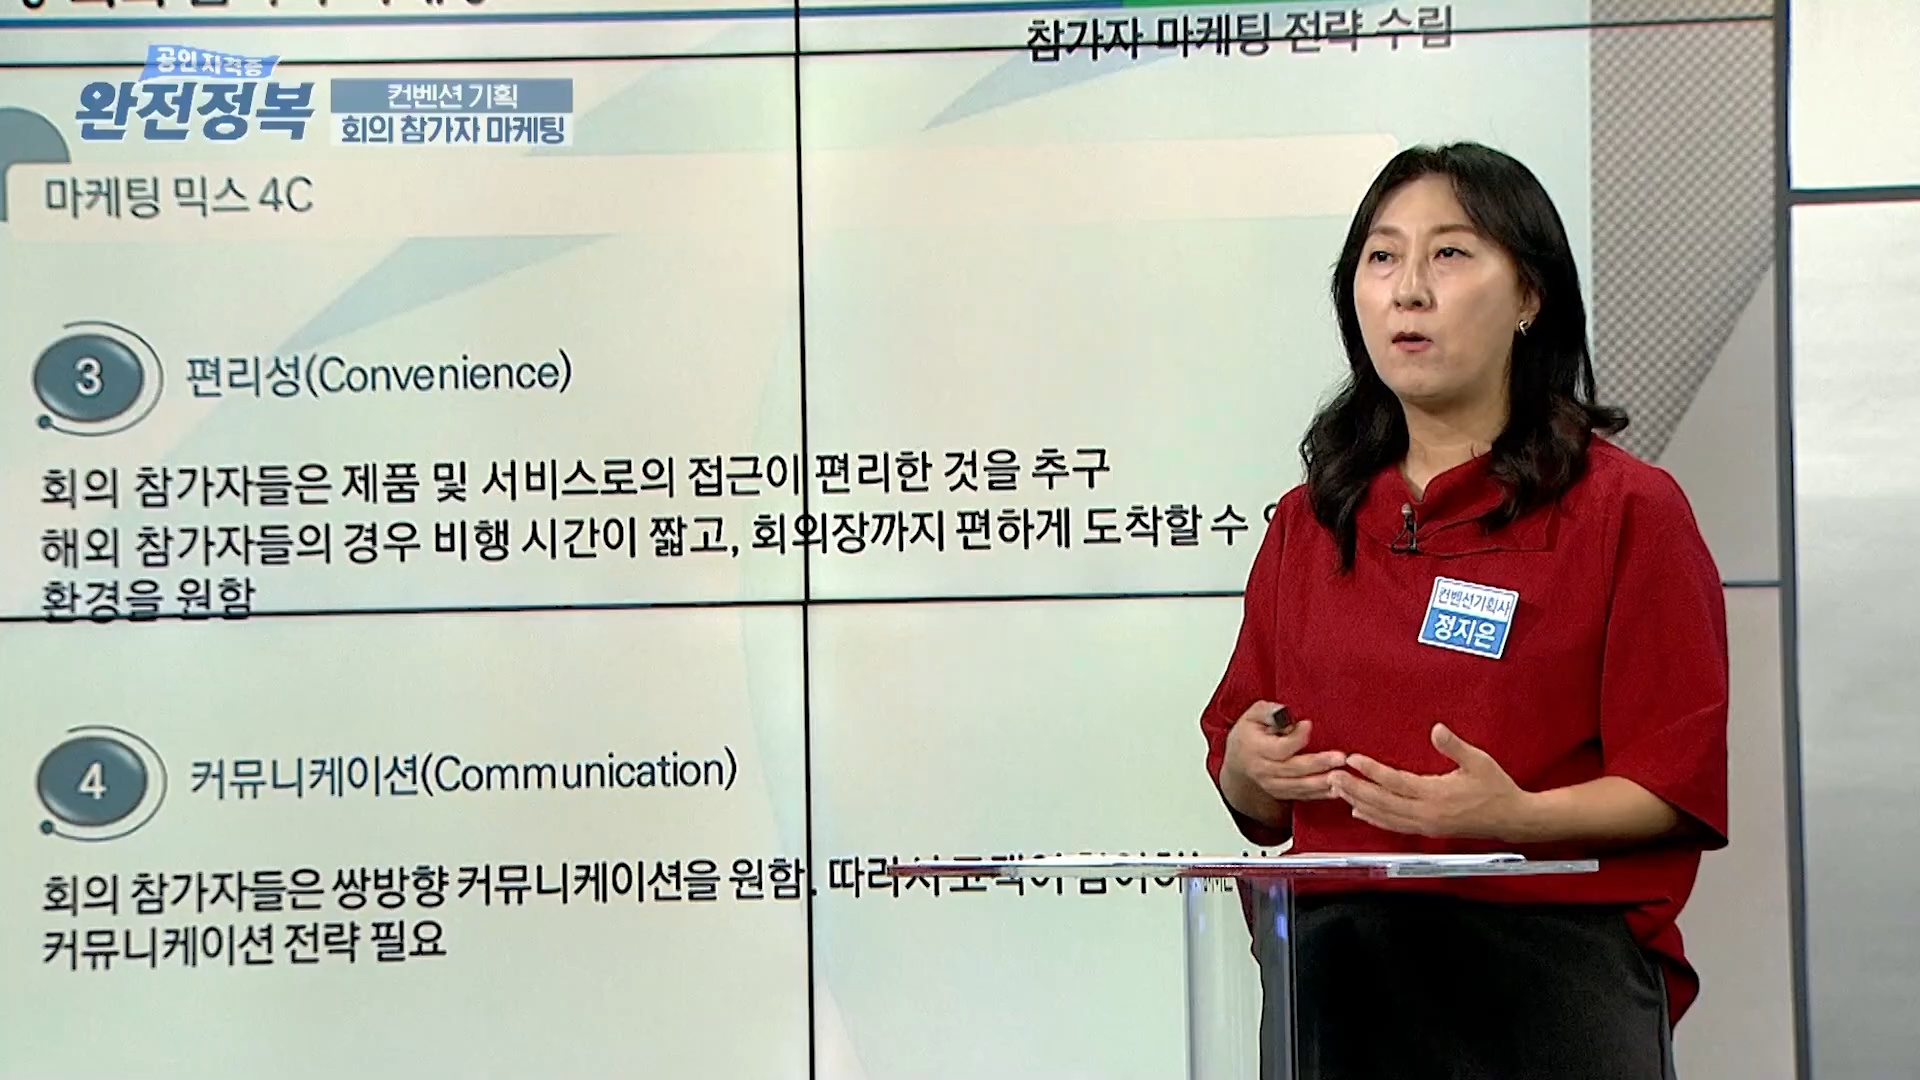 참가자 마케팅 전략 수립
공인 자격증
완전정복
컨벤션 기획
회의 참가자 마케팅
마케팅 믹스 4C
3 편리성(Convenience)
회의 참가자들은 제품 및 서비스로의 접근이 편리한 것을 추구
해외 참가자들의 경우 비행 시간이 짧고, 회의장까지 편하게 도착할 수
환경을 원함
4 커뮤니케이션(Communication)
회의 참가자들은 쌍방향 커뮤니케이션을 원함. 따라서 고객이
커뮤니케이션 전략 필요
컨벤션기획사
정지은